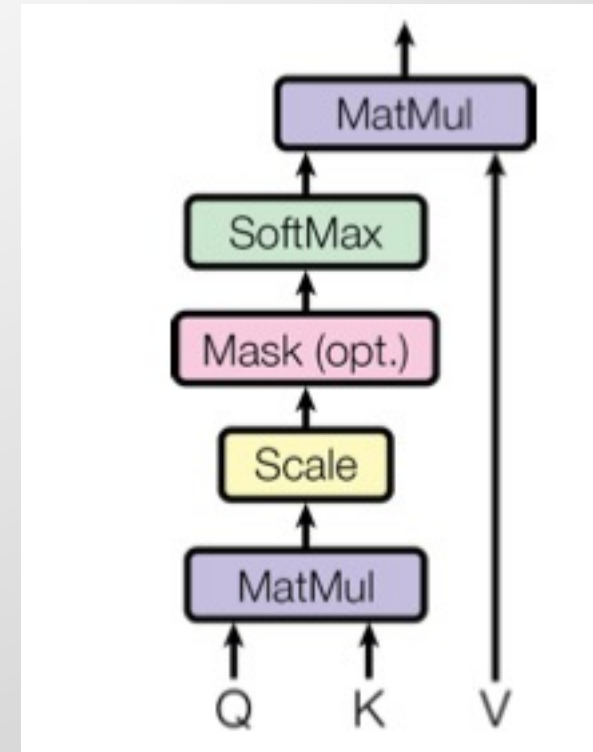 MatMul
SoftMax
Mask (opt.)
Scale
MatMul
Q K V